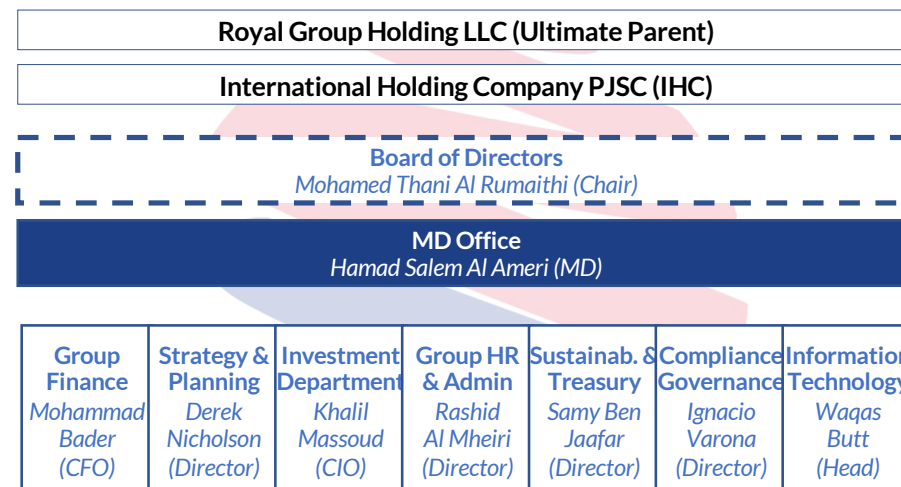 Royal Group Holding LLC (Ultimate Parent)
International Holding Company PJSC (IHC)
Board of Directors
Mohamed Thani Al Rumaithi (Chair)
MD Office
Hamad Salem Al Ameri (MD)
Group
Finance
Mohammad
Bader
(CFO)
Strategy &
Planning
Derek
Nicholson
(Director)
Investment
Department
Khalil
Massoud
(CIO)
Group HR
& Admin
Rashid
Al Mheiri
(Director)
Sustainab. &
Treasury
Samy Ben
Jaafar
(Director)
Compliance
Governance
Ignacio
Varona
(Director)
Information
Technology
Waqas
Butt
(Head)